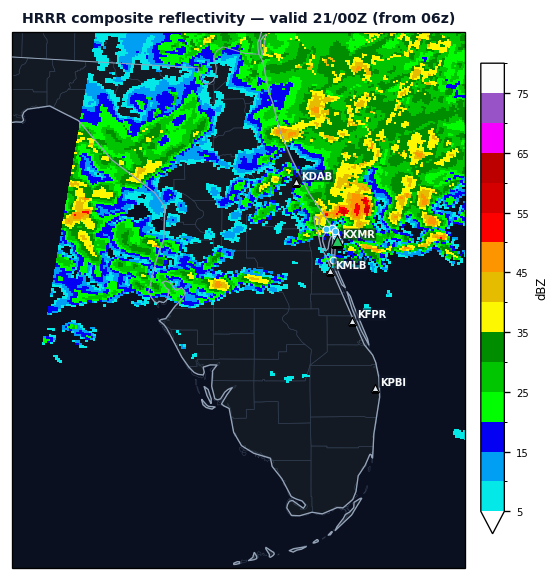 HRRR composite reflectivity — valid 21/00Z (from 06z)
KDAB
KXMR
KMLB
KFPR
KPBI
75
65
55
45
35
25
15
5
dBZ